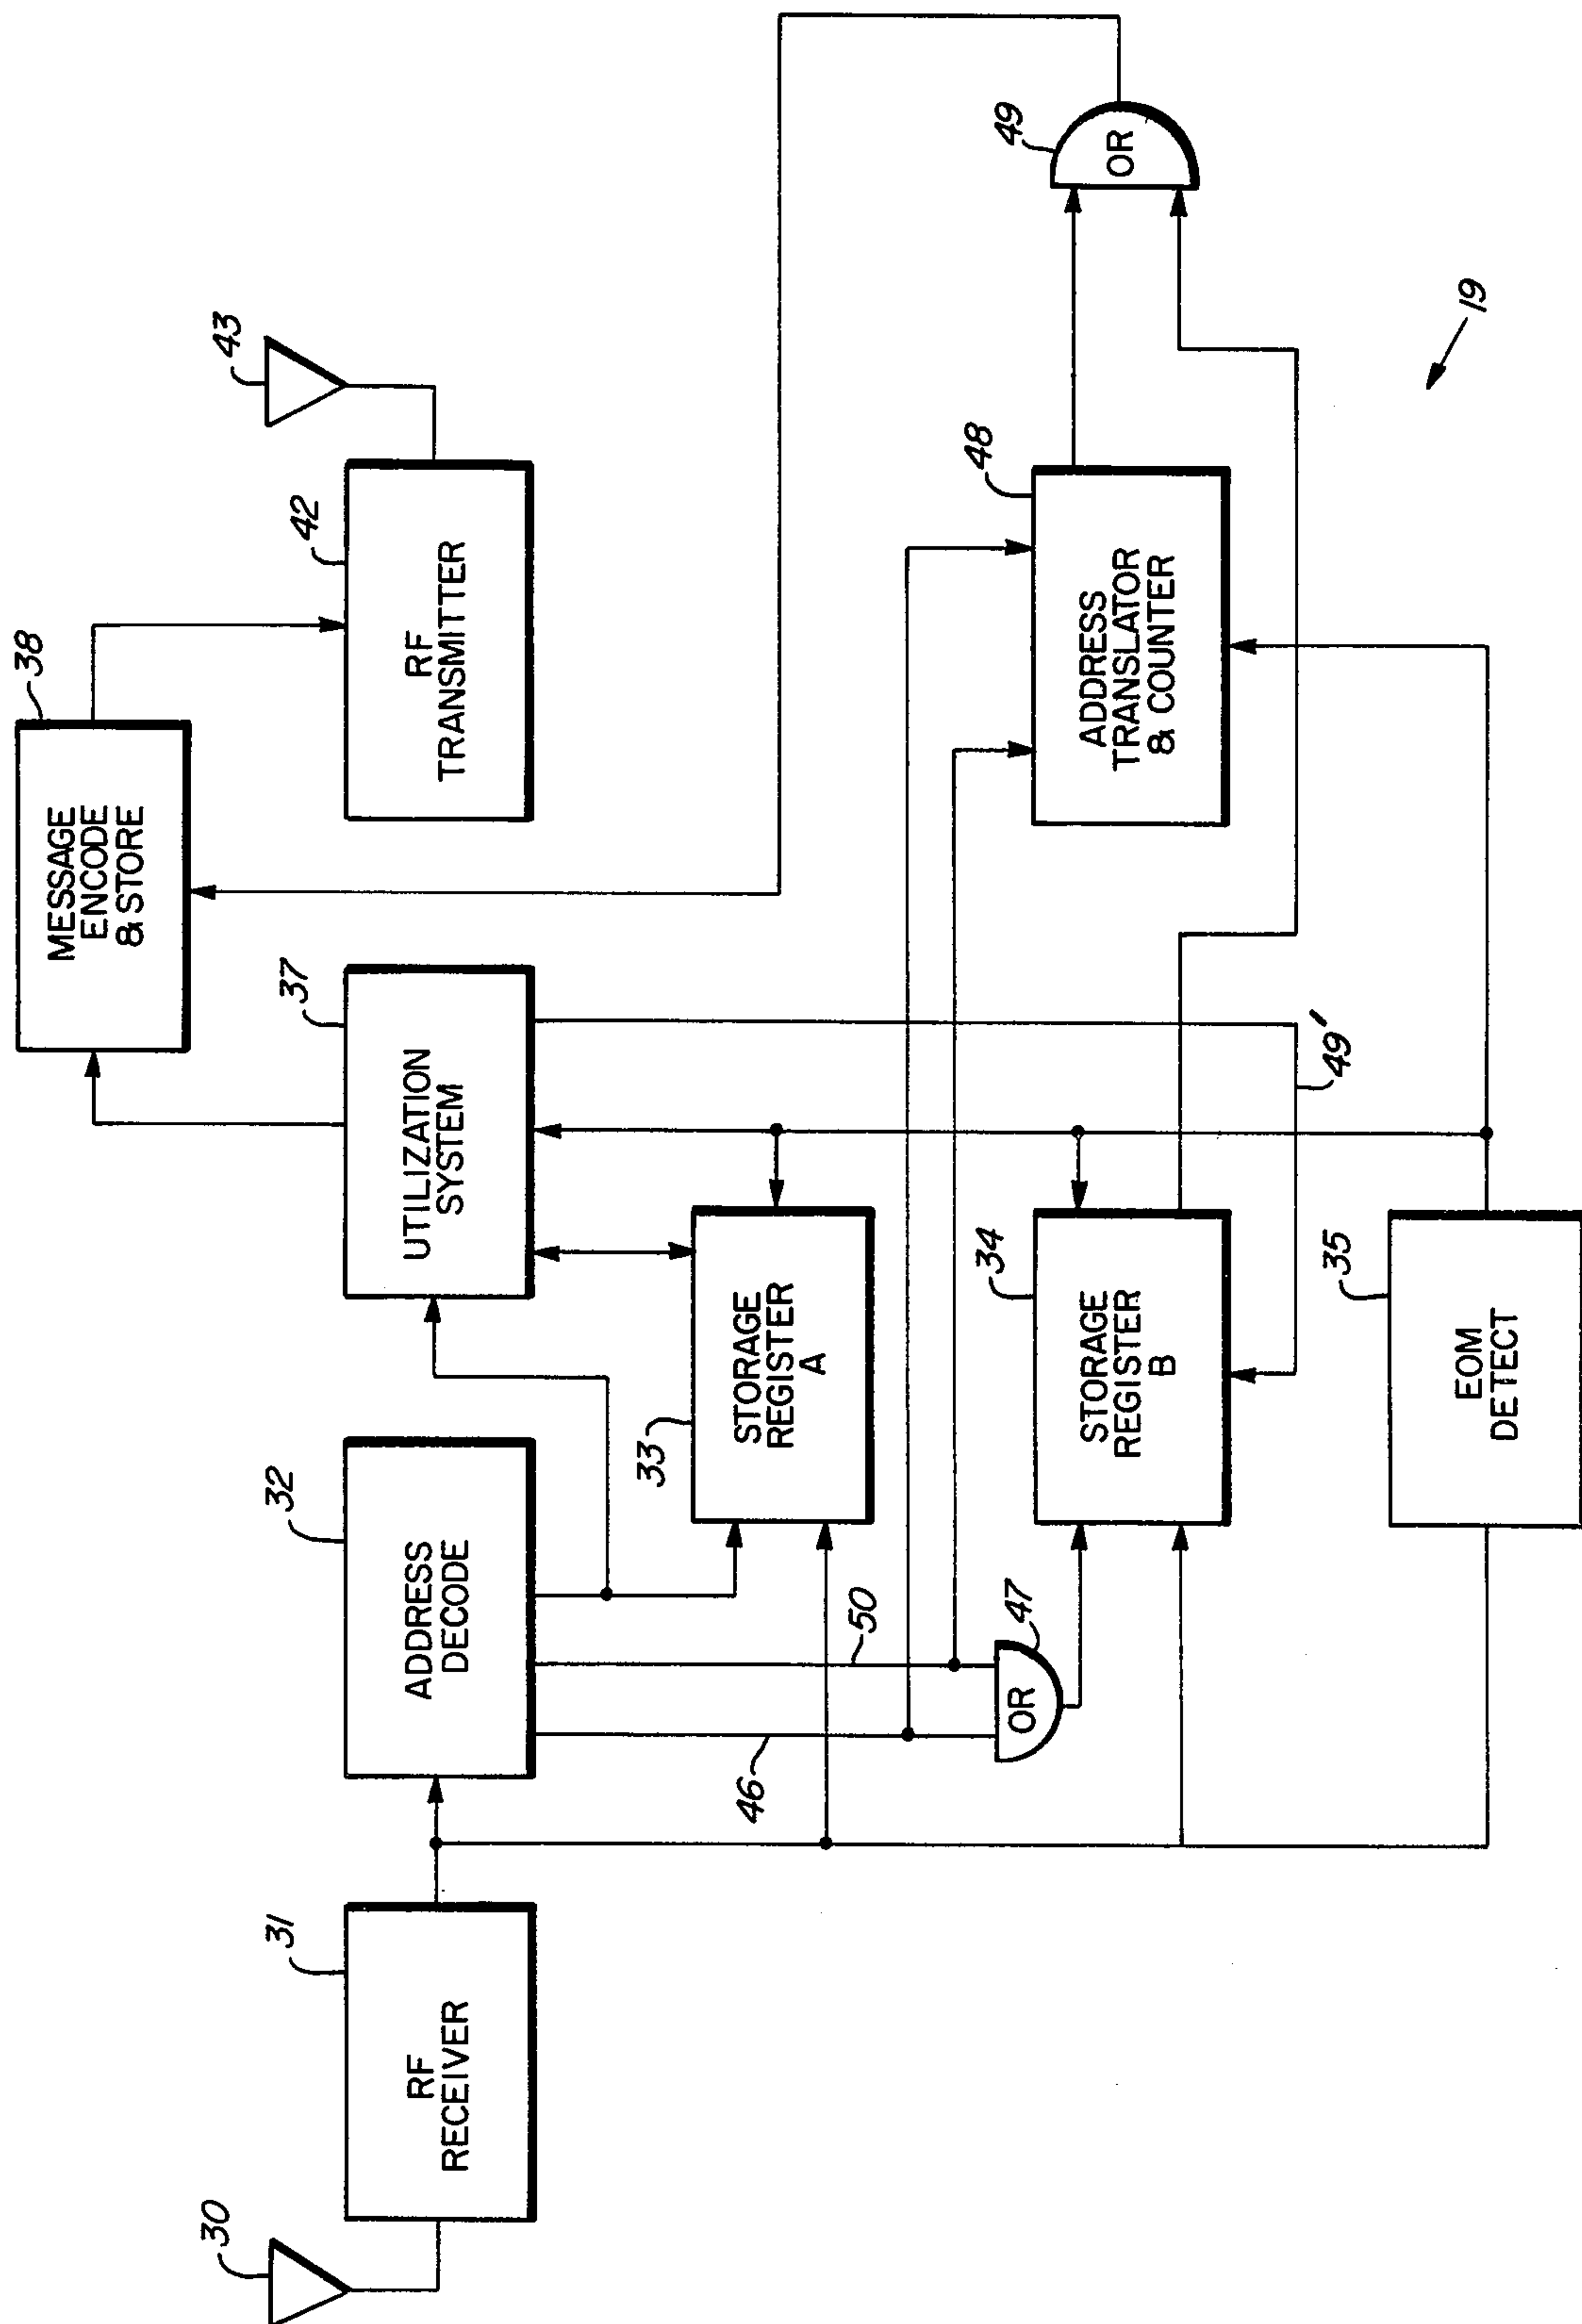 30
31
RF
RECEIVER
32
ADDRESS
DECODE
37
UTILIZATION
SYSTEM
38
MESSAGE
ENCODE
& STORE
42
RF
TRANSMITTER
43
33
STORAGE
REGISTER
A
46
50
OR
47
34
STORAGE
REGISTER
B
49'
48
ADDRESS
TRANSLATOR
& COUNTER
OR
49
35
EOM
DETECT
19